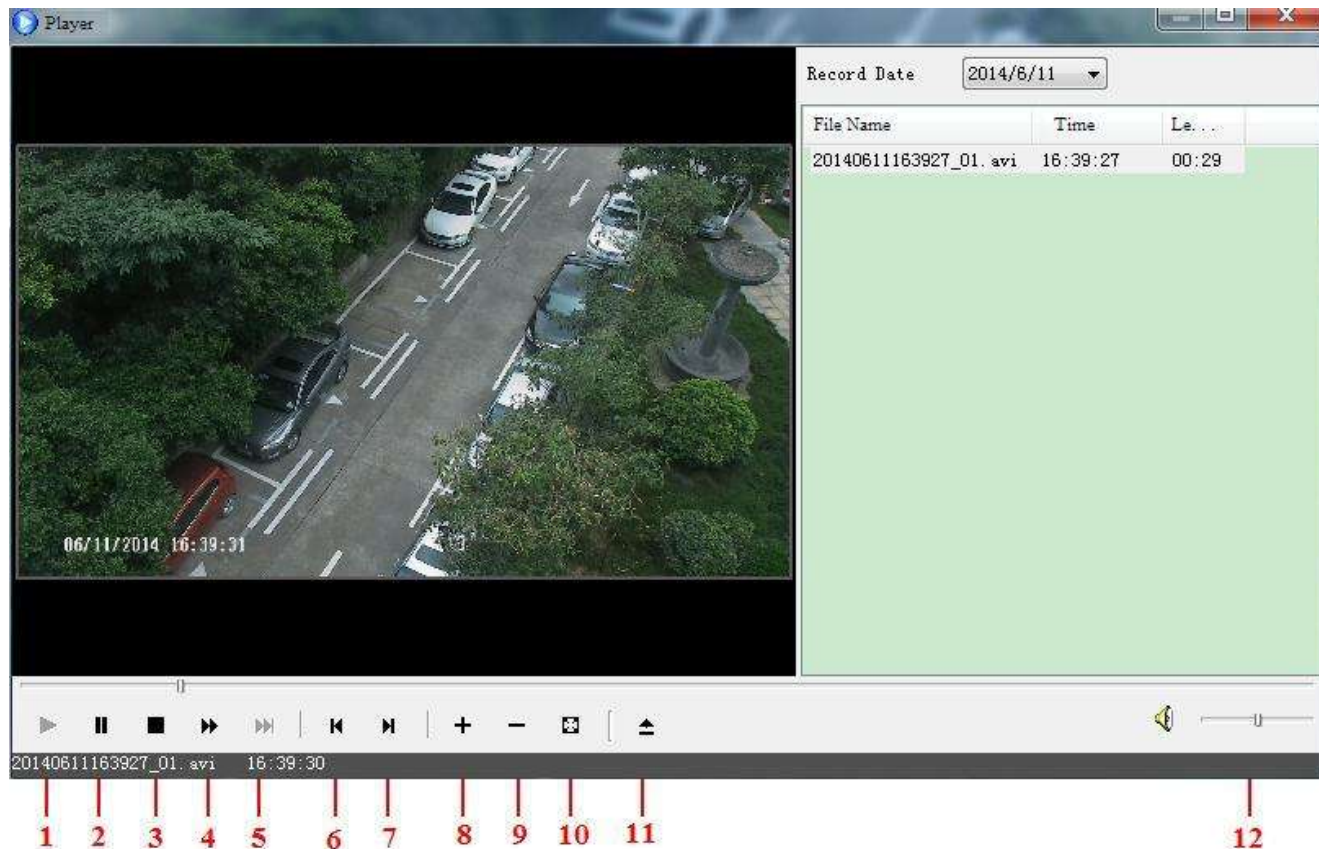 Player
Record Date 2014/6/11
File Name Time Le...
20140611163927_01.avi 16:39:27 00:29
06/11/2014 16:39:31
20140611163927_01.avi 16:39:30
1 2 3 4 5 6 7 8 9 10 11 12